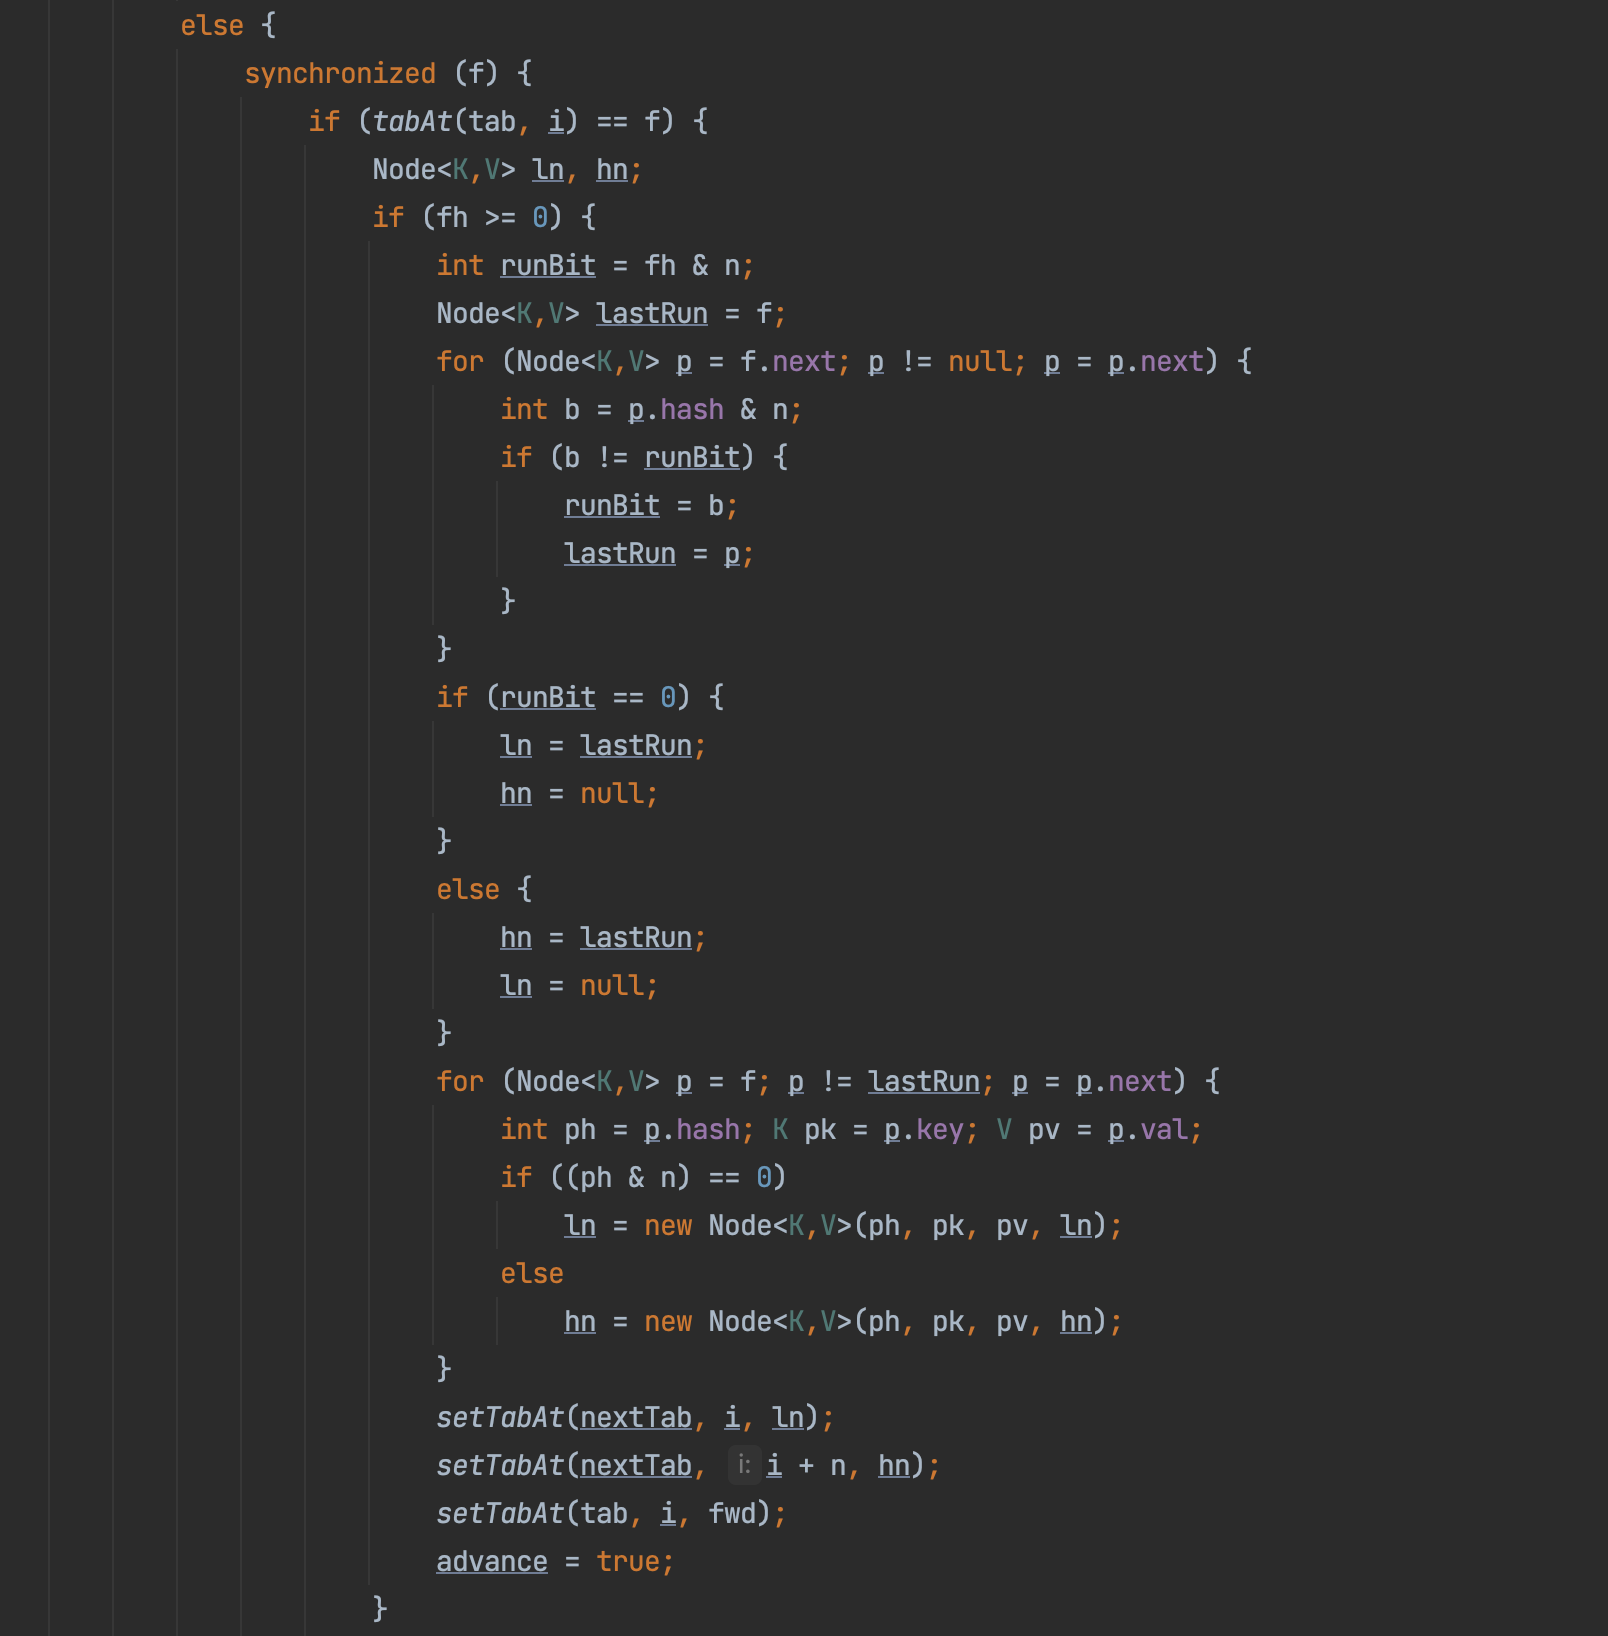 else {
synchronized (f) {
if (tabAt(tab, i) == f) {
Node<K,V> ln, hn;
if (fh >= 0) {
int runBit = fh & n;
Node<K,V> lastRun = f;
for (Node<K,V> p = f.next; p != null; p = p.next) {
int b = p.hash & n;
if (b != runBit) {
runBit = b;
lastRun = p;
}
}
if (runBit == 0) {
ln = lastRun;
hn = null;
}
else {
hn = lastRun;
ln = null;
}
for (Node<K,V> p = f; p != lastRun; p = p.next) {
int ph = p.hash; K pk = p.key; V pv = p.val;
if ((ph & n) == 0)
ln = new Node<K,V>(ph, pk, pv, ln);
else
hn = new Node<K,V>(ph, pk, pv, hn);
}
setTabAt(nextTab, i, ln);
setTabAt(nextTab, i: i + n, hn);
setTabAt(tab, i, fwd);
advance = true;
}